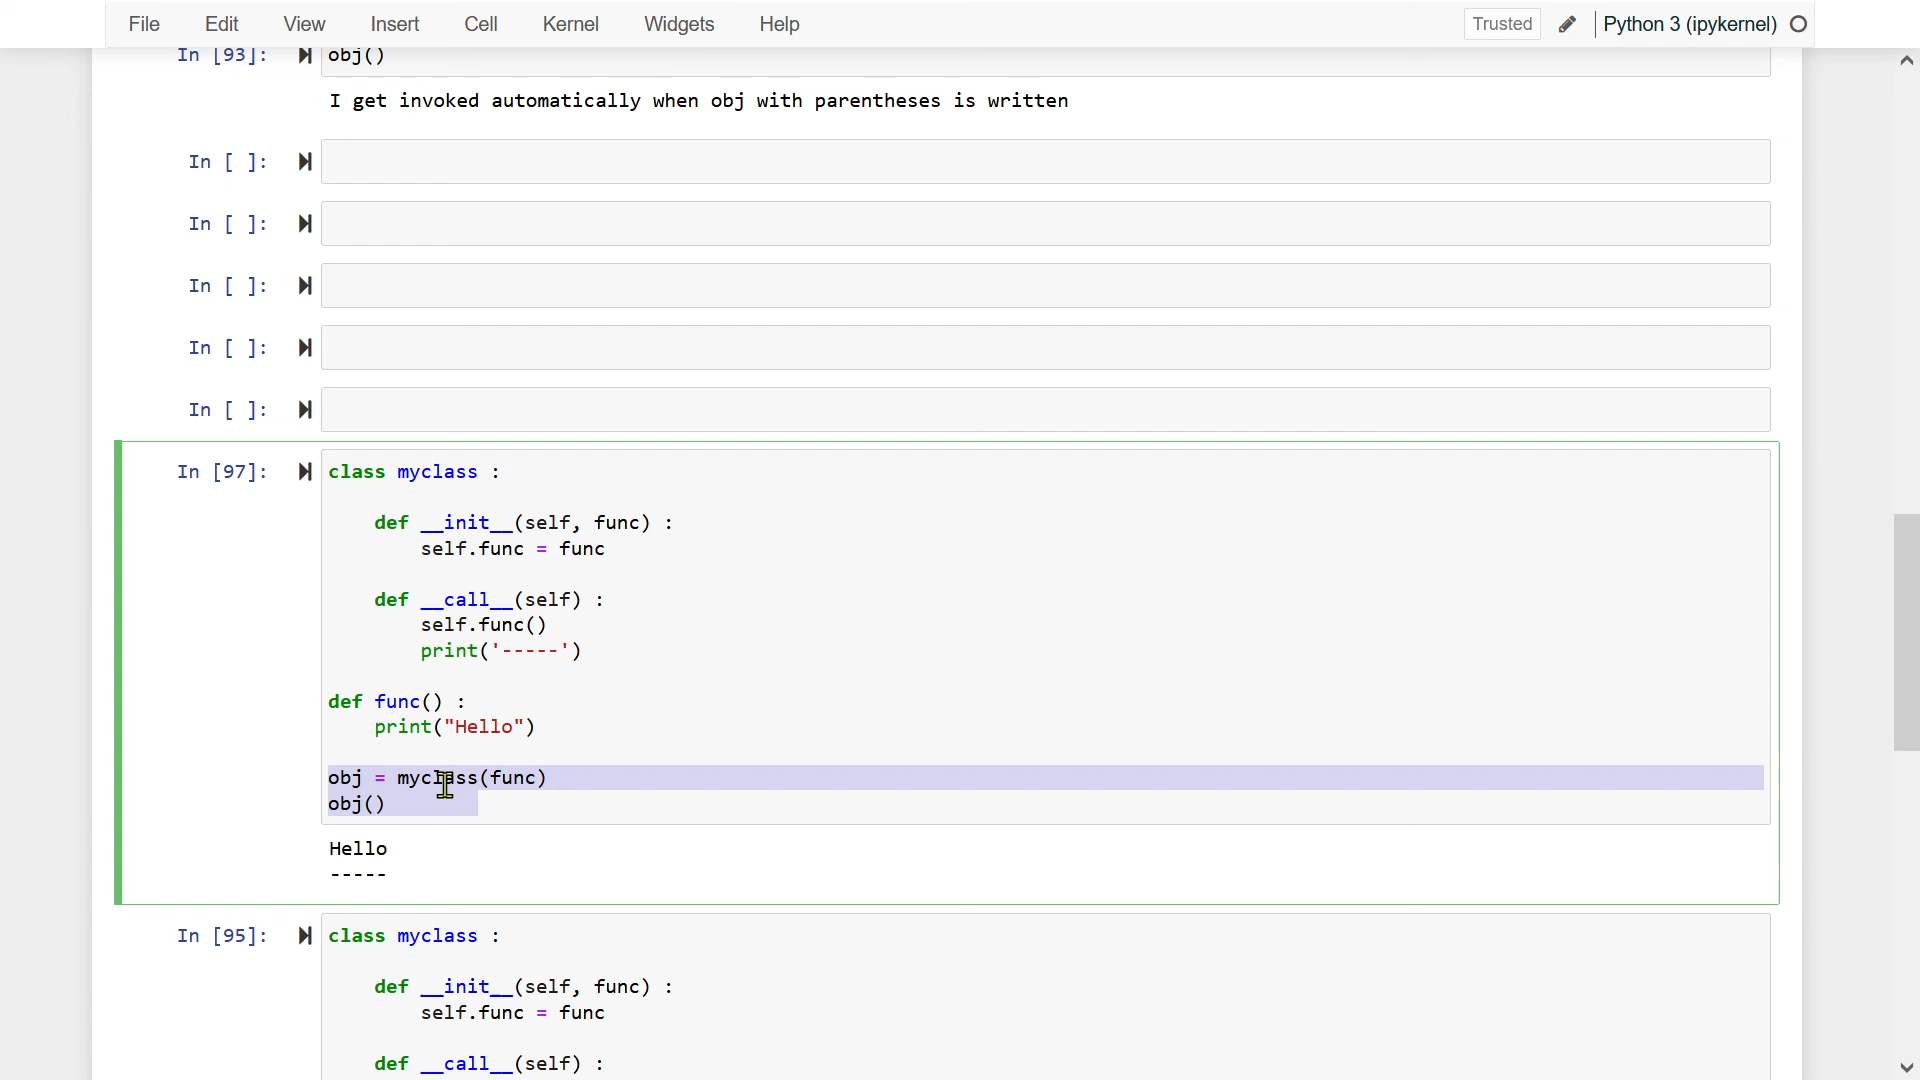 File Edit View Insert Cell Kernel Widgets Help Trusted Python 3 (ipykernel)
In [93]: obj()
I get invoked automatically when obj with parentheses is written
In [ ]:
In [ ]:
In [ ]:
In [ ]:
In [ ]:
In [97]: class myclass :
def __init__(self, func) :
self.func = func
def __call__(self) :
self.func()
print('-----')
def func() :
print("Hello")
obj = myclass(func)
obj()
Hello
-----
In [95]: class myclass :
def __init__(self, func) :
self.func = func
def __call__(self) :